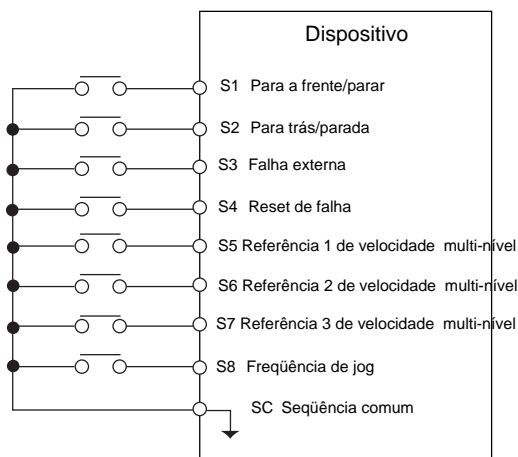 Dispositivo
S1 Para a frente/parar
S2 Para trás/parada
S3 Falha externa
S4 Reset de falha
S5 Referência 1 de velocidade multi-nível
S6 Referência 2 de velocidade multi-nível
S7 Referência 3 de velocidade multi-nível
S8 Freqüência de jog
SC Seqüência comum